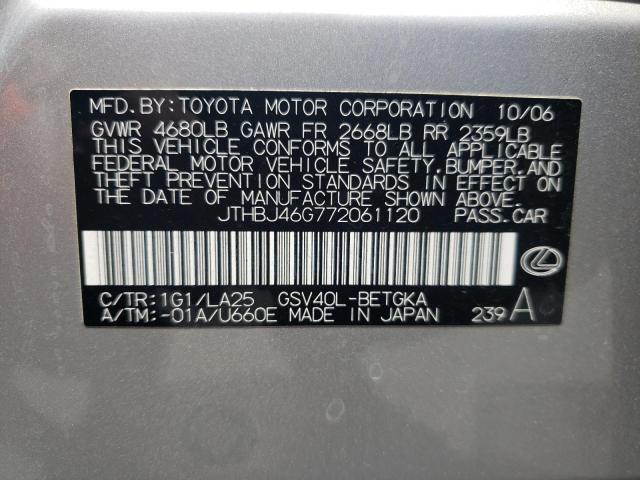 MFD.BY:TOYOTA MOTOR CORPORATION 10/06
GVWR 4680LB GAWR FR 2668LB RR 2359LB
THIS VEHICLE CONFORMS TO ALL APPLICABLE
FEDERAL MOTOR VEHICLE SAFETY, BUMPER, AND
THEFT PREVENTION STANDARDS IN EFFECT ON
THE DATE OF MANUFACTURE SHOWN ABOVE.
JTHBJ46G772061120 PASS.CAR
C/TR:1G1/LA25 GSV40L-BETGKA
A/TM:-01A/U660E MADE IN JAPAN 239 A